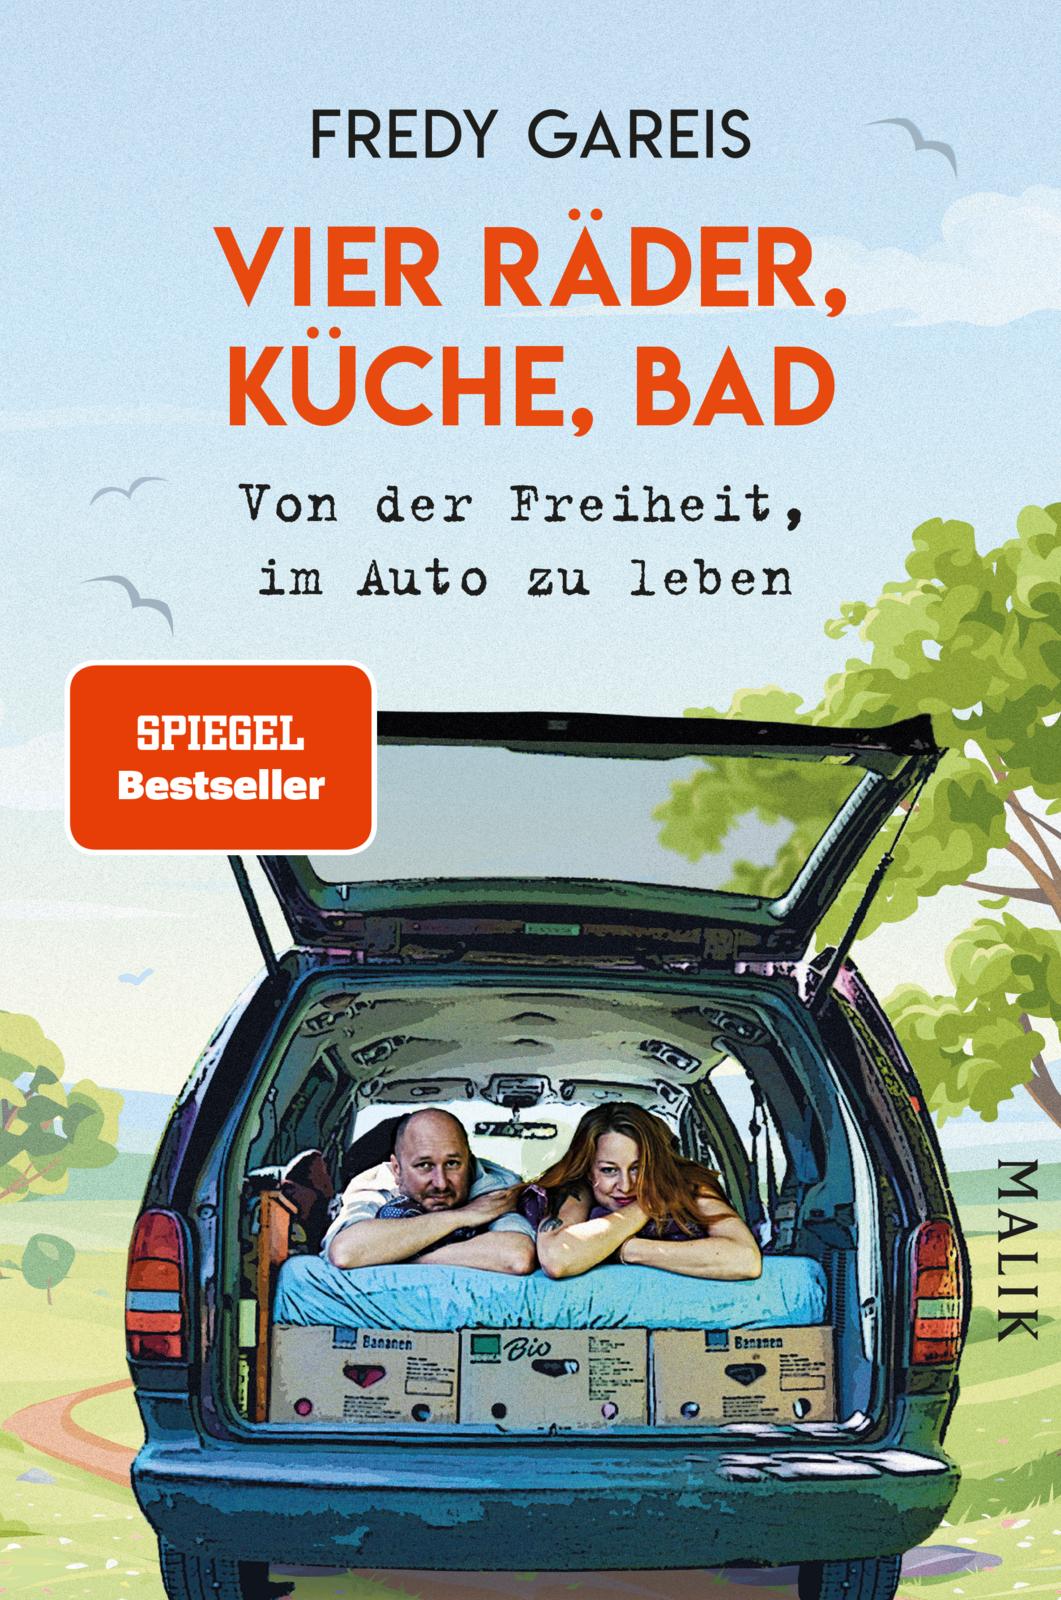 FREDY GAREIS
VIER RÄDER,
KÜCHE, BAD
Von der Freiheit,
im Auto zu leben
SPIEGEL
Bestseller
MALIK
Bananen
Bio
Bananen